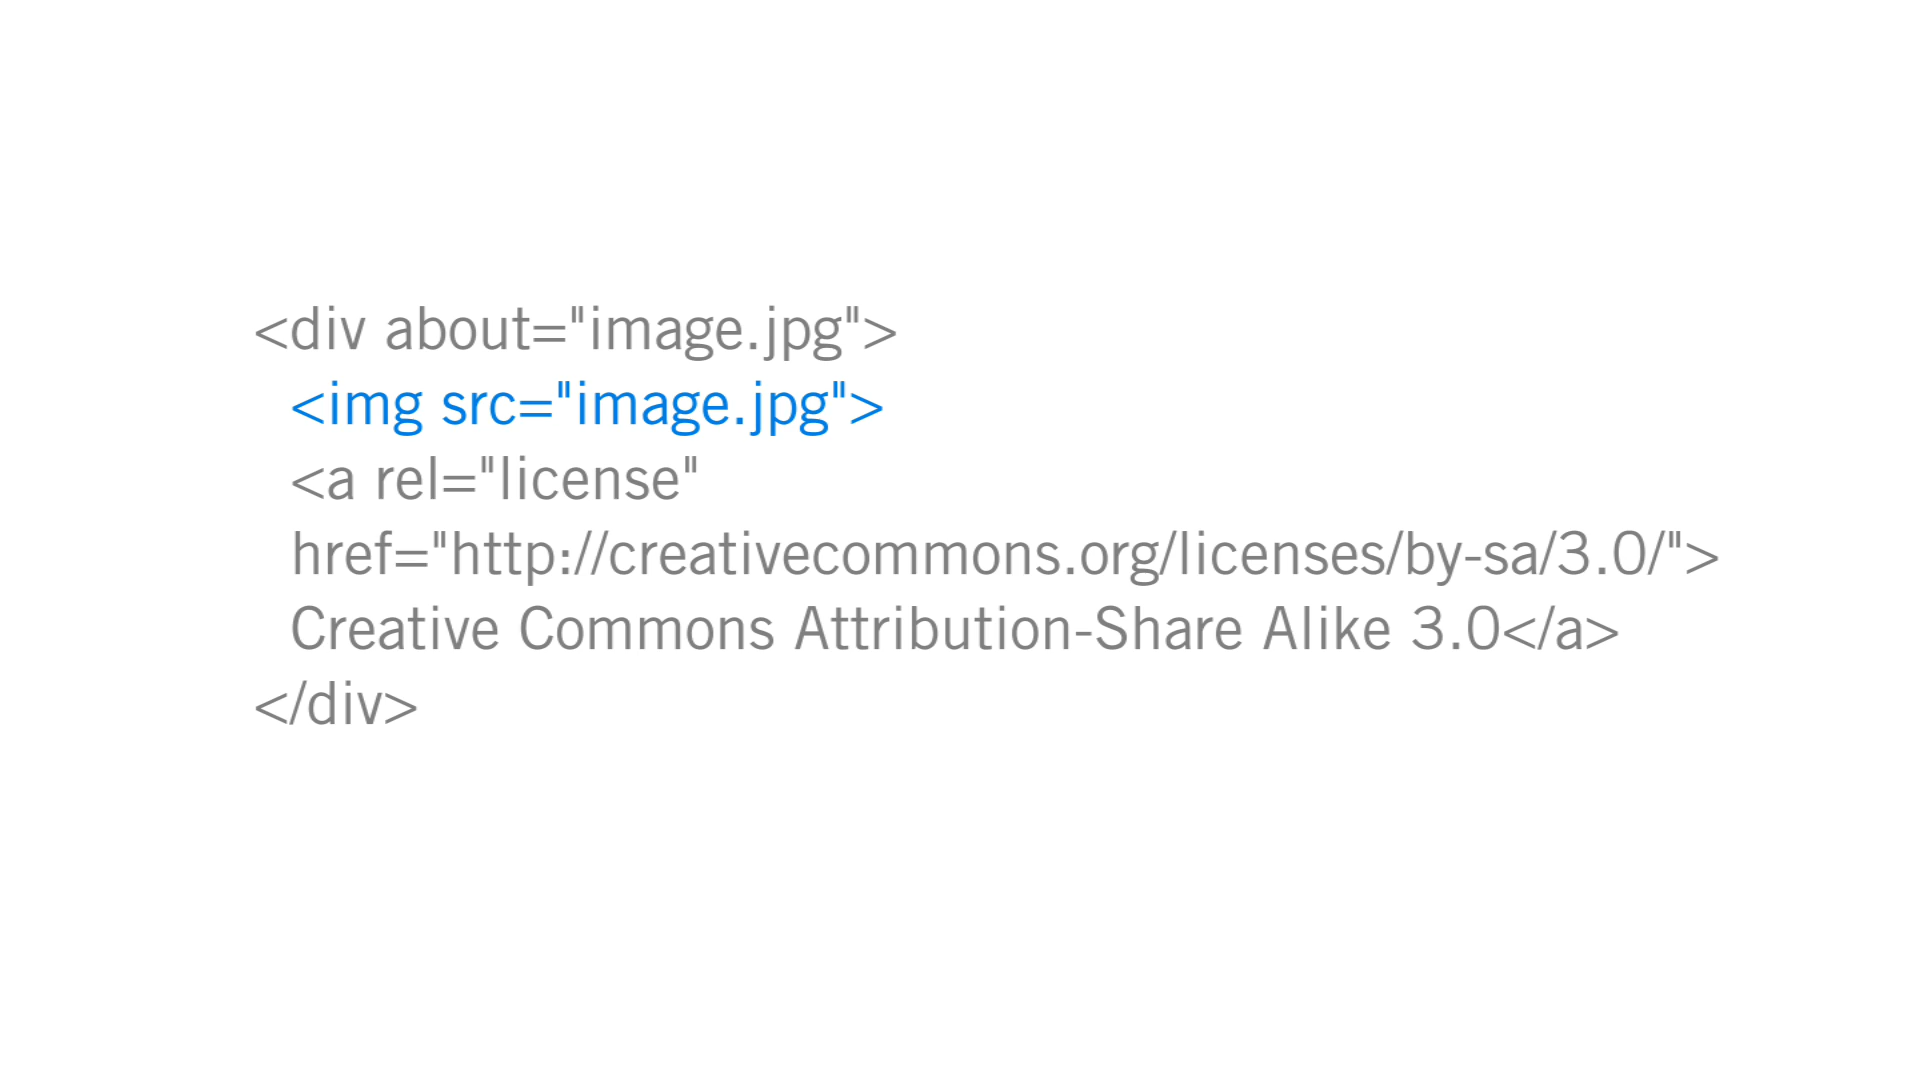 <div about="image.jpg">
<img src="image.jpg">
<a rel="license"
href="http://creativecommons.org/licenses/by-sa/3.0/">
Creative Commons Attribution-Share Alike 3.0</a>
</div>